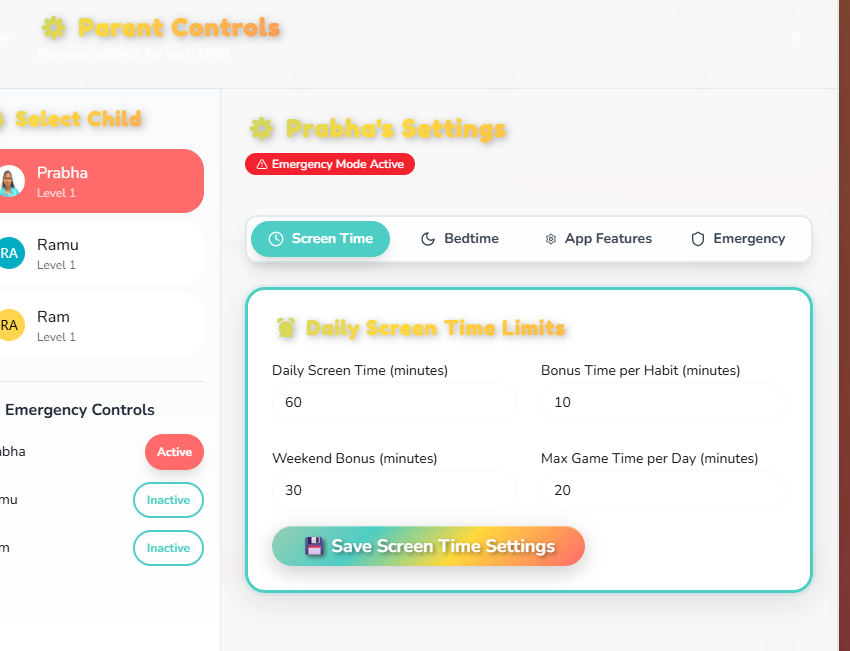 Parent Controls
Manage settings for each child
Select Child
Prabha
Level 1
RA
Ramu
Level 1
RA
Ram
Level 1
Emergency Controls
bha
Active
mu
Inactive
m
Inactive
Prabha's Settings
Emergency Mode Active
Screen Time
Bedtime
App Features
Emergency
Daily Screen Time Limits
Daily Screen Time (minutes)
Bonus Time per Habit (minutes)
60
10
Weekend Bonus (minutes)
Max Game Time per Day (minutes)
30
20
Save Screen Time Settings